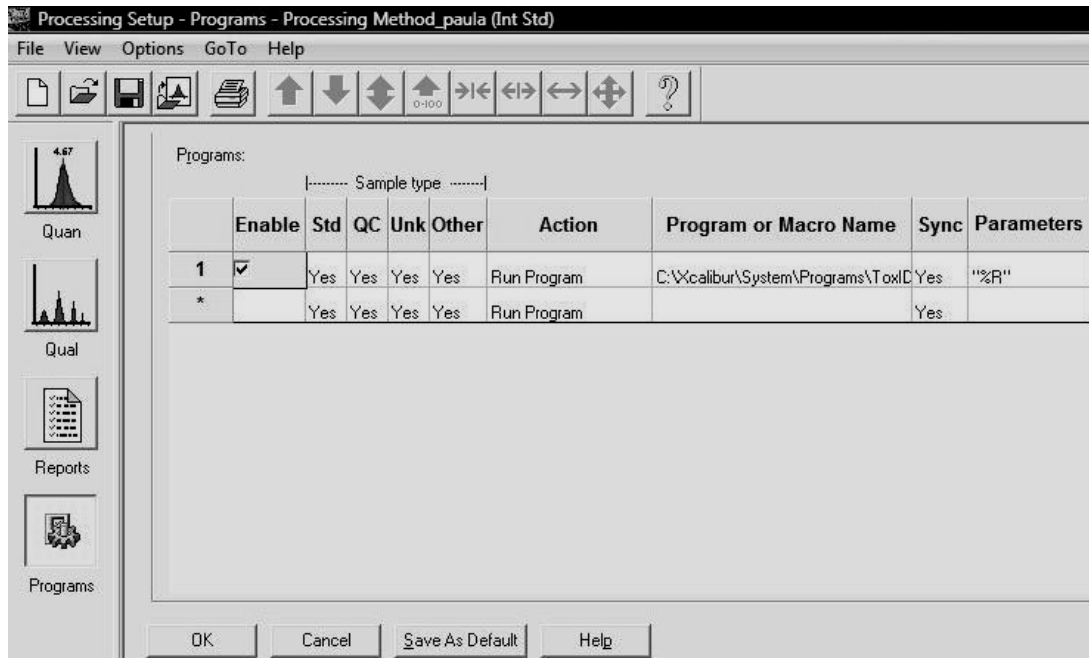 Processing Setup - Programs - Processing Method_paula (Int Std)
File View Options GoTo Help
0-100
4.67
Quan
Qual
Reports
Programs
Programs:
|-------- Sample type -------|
Enable Std QC Unk Other Action Program or Macro Name Sync Parameters
1 Yes Yes Yes Yes Run Program C:\Xcalibur\System\Programs\ToxID Yes "%R"
* Yes Yes Yes Yes Run Program Yes
OK Cancel Save As Default Help